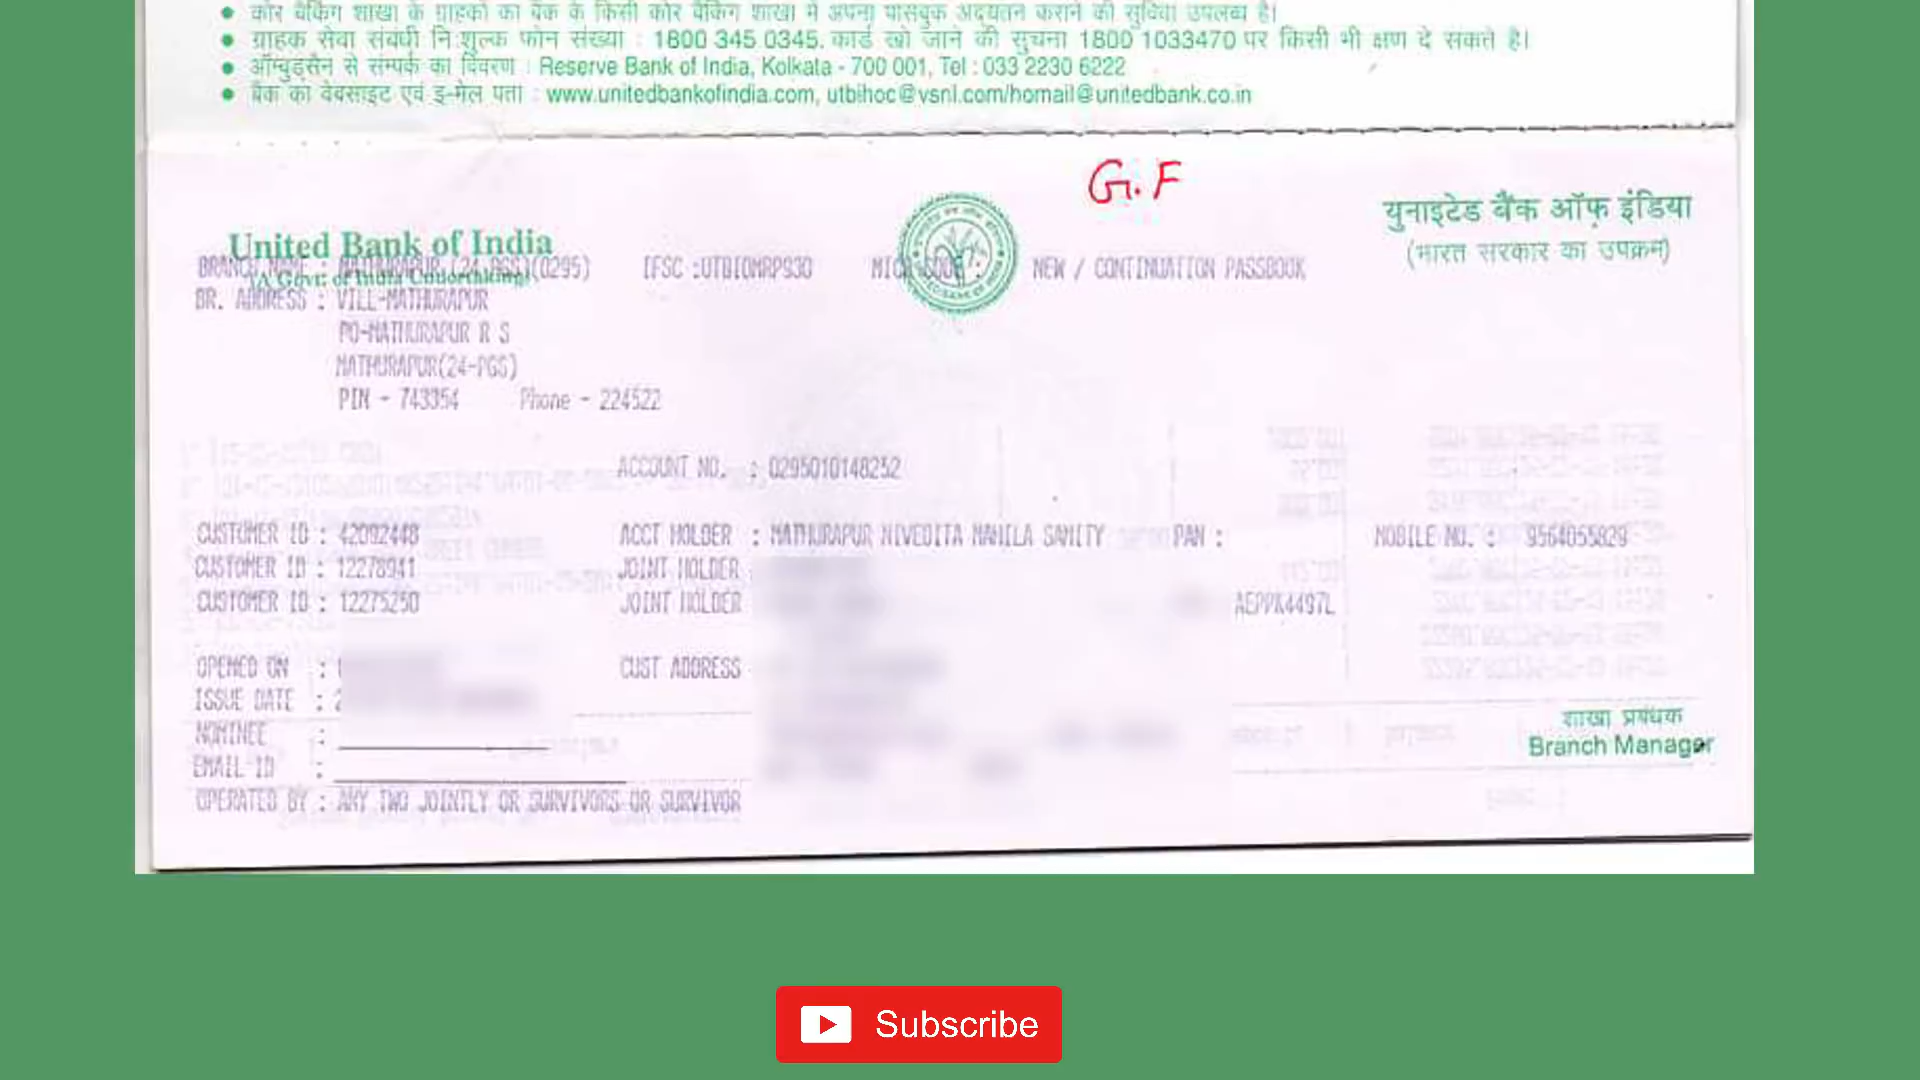 ● कोर बैंकिंग शाखा के ग्राहकों को बैंक के किसी कोर बैंकिंग शाखा में अपना पासबुक अद्यतन कराने की सुविधा उपलब्ध है।
● ग्राहक सेवा संबंधी नि:शुल्क फोन संख्या : 1800 345 0345. कार्ड खो जाने की सुचना 1800 1033470 पर किसी भी क्षण दे सकते है।
● ऑम्बुड्सैन से सम्पर्क का विवरण : Reserve Bank of India, Kolkata - 700 001, Tel : 033 2230 6222
● बैंक का वेबसाइट एवं इ-मेल पता : www.unitedbankofindia.com, utbihoc@vsnl.com/homail@unitedbank.co.in
G.F
United Bank of India
(A Govt. of India Undertaking)
युनाइटेड बैंक ऑफ इंडिया
(भारत सरकार का उपक्रम)
BRANCH NAME : MATHURAPUR (24-PGS)(0295) IFSC :UTBI0MRPS30 MICR CODE : NEW / CONTINUATION PASSBOOK
BR. ADDRESS : VILL-MATHURAPUR
PO-MATHURAPUR R S
MATHURAPUR(24-PGS)
PIN - 743354 Phone - 224522
ACCOUNT NO. : 0295010148252
CUSTOMER ID : 42092448 ACCT HOLDER : MATHURAPUR NIVEDITA MAHILA SAMITY PAN : MOBILE NO. : 9564055829
CUSTOMER ID : 12278941 JOINT HOLDER
CUSTOMER ID : 12275250 JOINT HOLDER AEPPK4497L
OPENED ON : CUST ADDRESS
ISSUE DATE : 2
NOMINEE :
EMAIL ID :
OPERATED BY : ANY TWO JOINTLY OR SURVIVORS OR SURVIVOR
शाखा प्रबंधक
Branch Manager
Subscribe